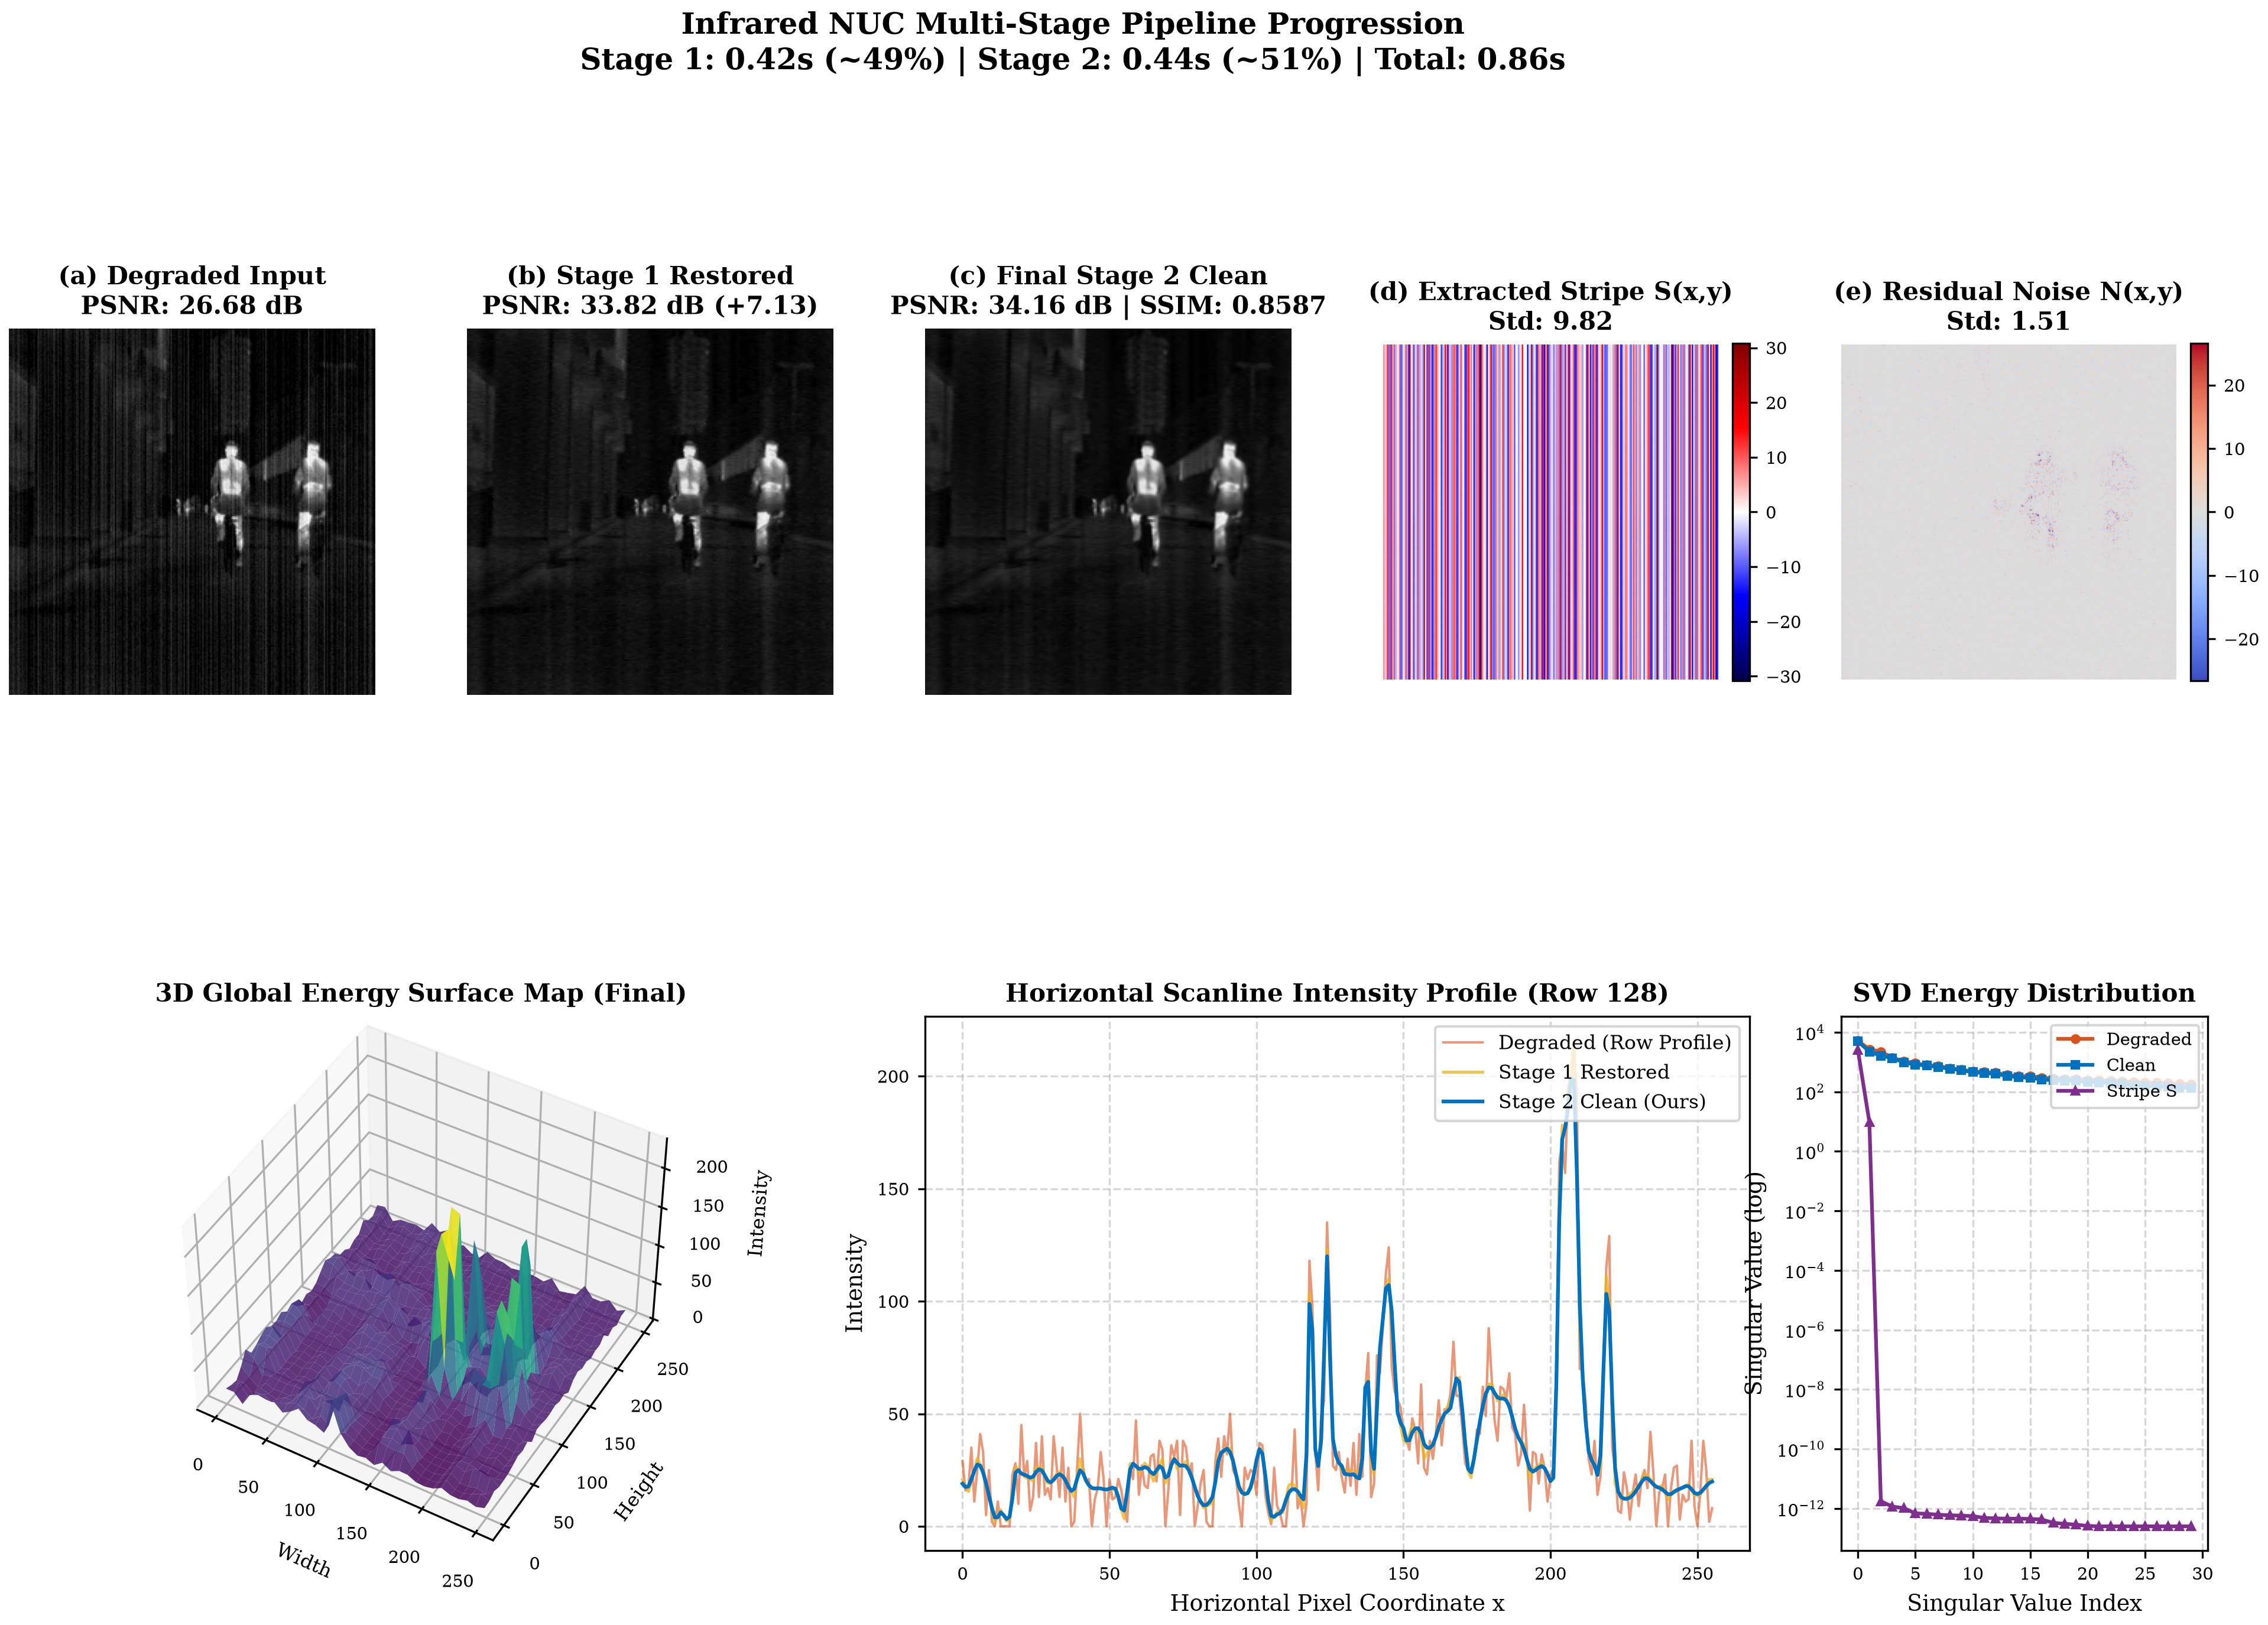 Infrared NUC Multi-Stage Pipeline Progression
Stage 1: 0.42s (~49%) | Stage 2: 0.44s (~51%) | Total: 0.86s
(a) Degraded Input
PSNR: 26.68 dB
(b) Stage 1 Restored
PSNR: 33.82 dB (+7.13)
(c) Final Stage 2 Clean
PSNR: 34.16 dB | SSIM: 0.8587
(d) Extracted Stripe S(x,y)
Std: 9.82
30
20
10
0
−10
−20
−30
(e) Residual Noise N(x,y)
Std: 1.51
20
10
0
−10
−20
3D Global Energy Surface Map (Final)
200
150
100
50
0
Intensity
250
200
150
100
50
0
Height
0
50
100
150
200
250
Width
Horizontal Scanline Intensity Profile (Row 128)
Degraded (Row Profile)
Stage 1 Restored
Stage 2 Clean (Ours)
200
150
100
50
0
Intensity
0
50
100
150
200
250
Horizontal Pixel Coordinate x
SVD Energy Distribution
Degraded
Clean
Stripe S
10⁴
10²
10⁰
10⁻²
10⁻⁴
10⁻⁶
10⁻⁸
10⁻¹⁰
10⁻¹²
Singular Value (log)
0
5
10
15
20
25
30
Singular Value Index